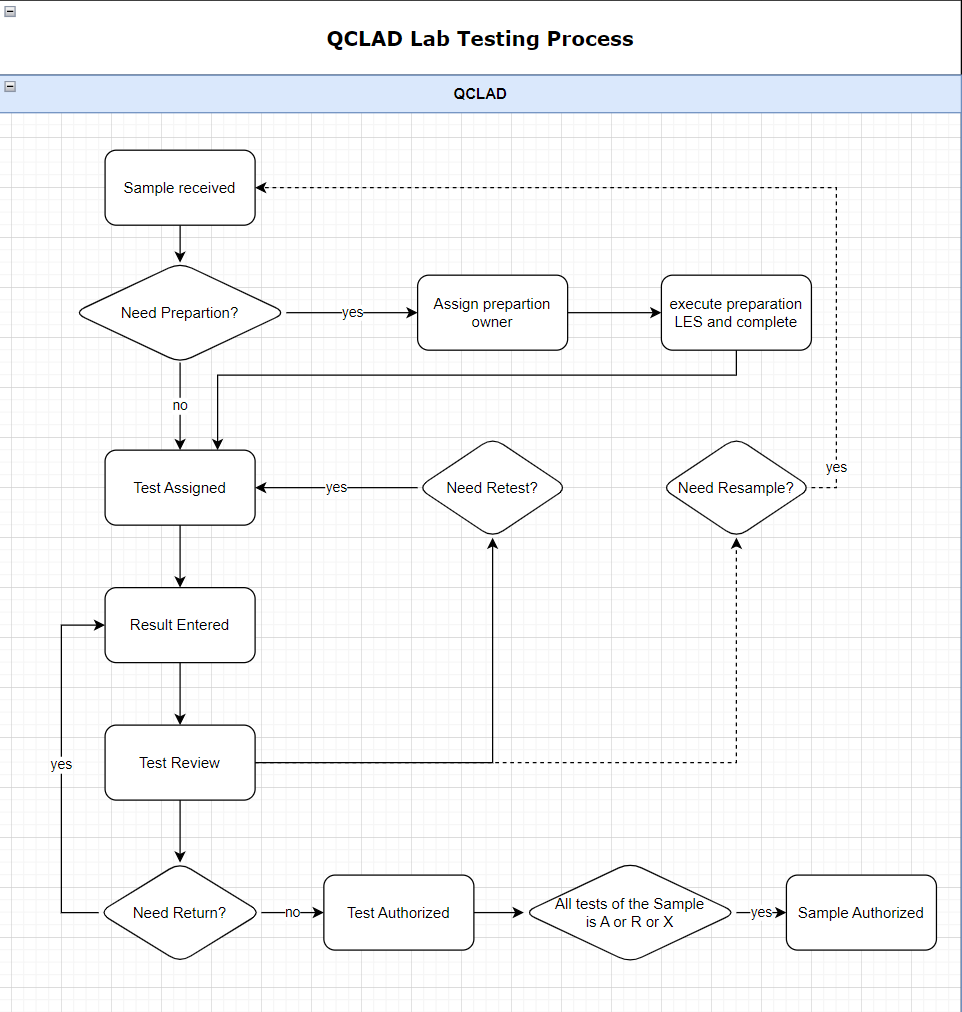 QCLAD Lab Testing Process
QCLAD
Sample received
Need Prepartion?
yes
Assign prepartion
owner
execute preparation
LES and complete
no
Test Assigned
yes
Need Retest?
Need Resample?
yes
Result Entered
Test Review
yes
Need Return?
no
Test Authorized
All tests of the Sample
is A or R or X
yes
Sample Authorized